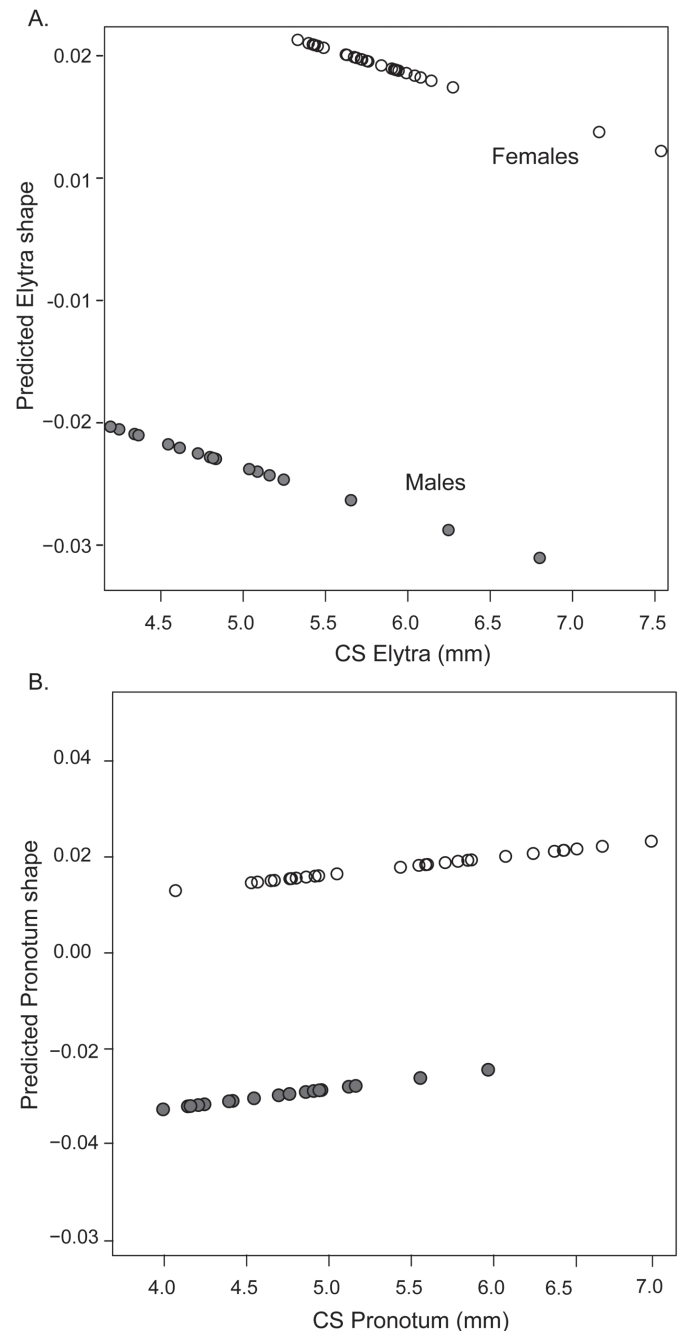 A.
0.02
0.01
-0.01
−0.02
−0.03
Predicted Elytra shape
Females
Males
4.5 5.0 5.5 6.0 6.5 7.0 7.5
CS Elytra (mm)
B.
0.04
0.02
0.00
−0.02
−0.04
−0.03
Predicted Pronotum shape
4.0 4.5 5.0 5.5 6.0 6.5 7.0
CS Pronotum (mm)